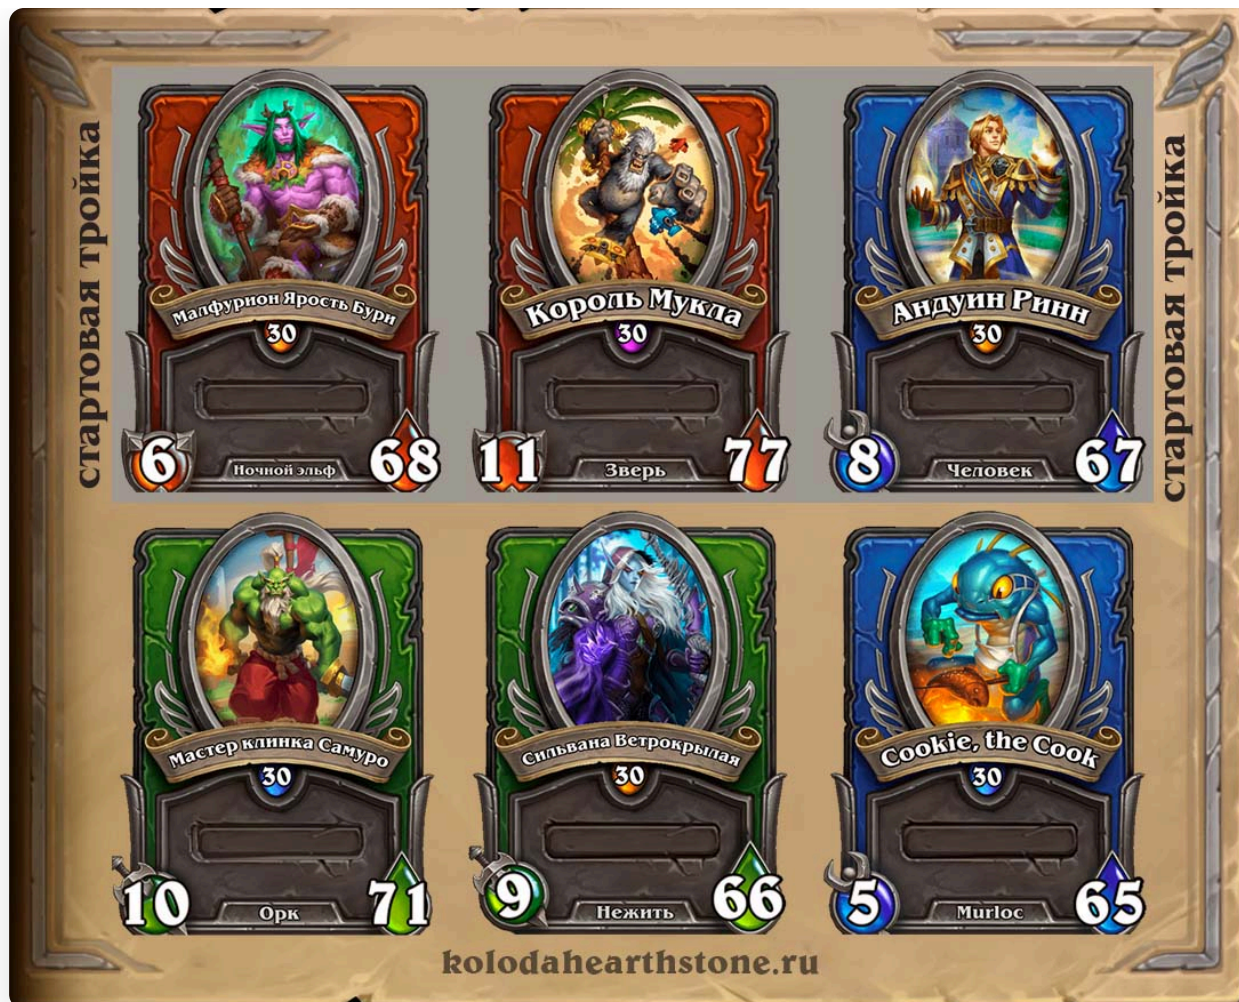 стартовая тройка
Малфурион Ярость Бури
30
6
Ночной эльф
68
Король Мукла
30
11
Зверь
77
Андуин Ринн
30
8
Человек
67
стартовая тройка
Мастер клинка Самуро
30
10
Орк
71
Сильвана Ветрокрылая
30
9
Нежить
66
Cookie, the Cook
30
5
Murloc
65
kolodahearthstone.ru